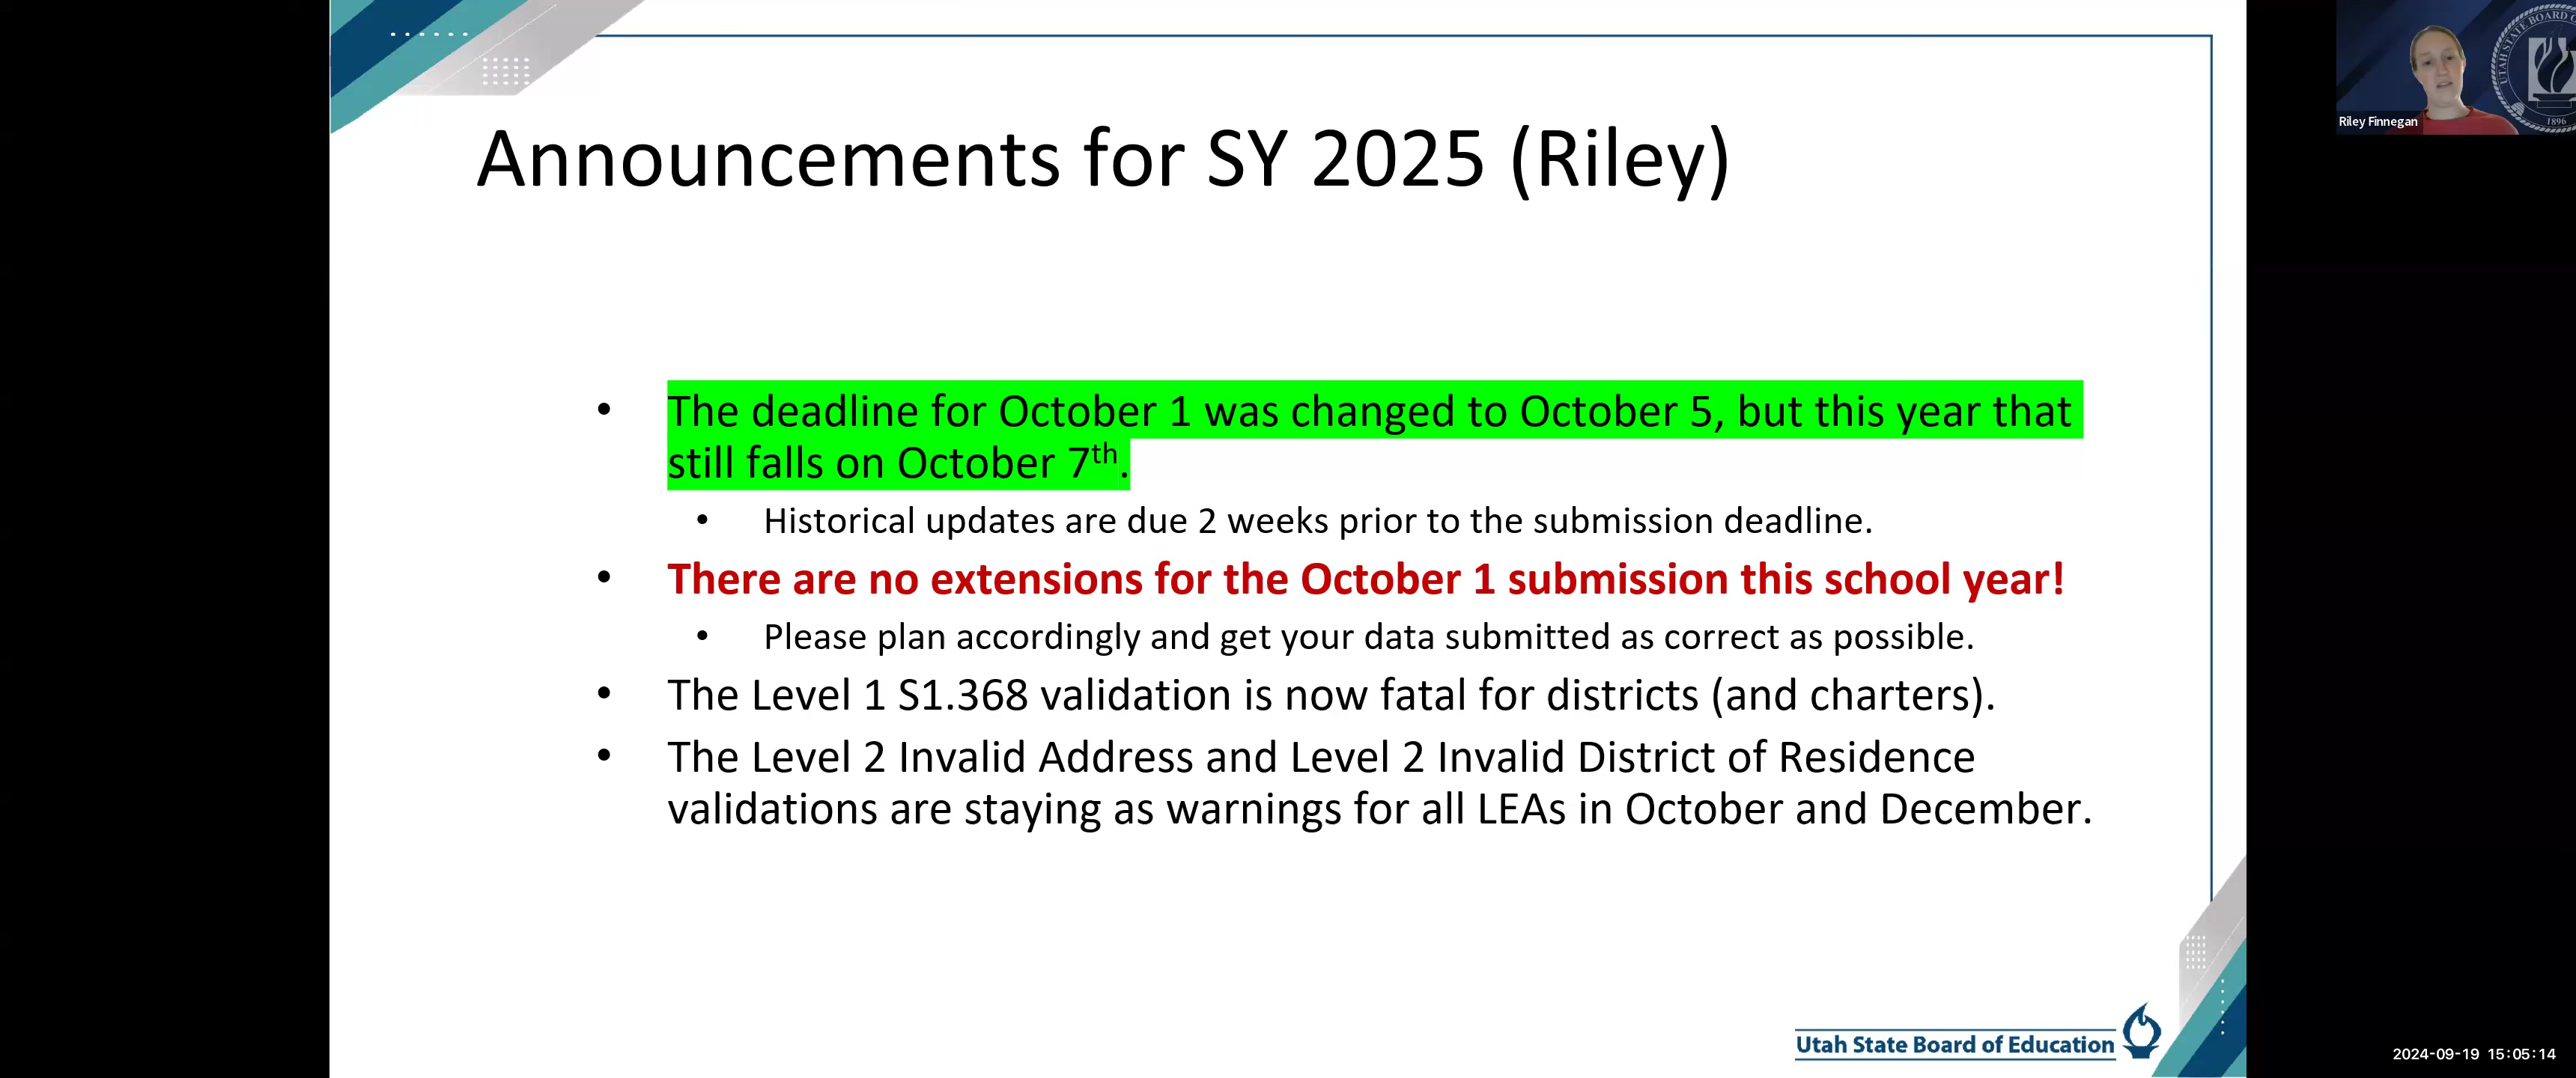 Announcements for SY 2025 (Riley)
• The deadline for October 1 was changed to October 5, but this year that
still falls on October 7th.
• Historical updates are due 2 weeks prior to the submission deadline.
• There are no extensions for the October 1 submission this school year!
• Please plan accordingly and get your data submitted as correct as possible.
• The Level 1 S1.368 validation is now fatal for districts (and charters).
• The Level 2 Invalid Address and Level 2 Invalid District of Residence
validations are staying as warnings for all LEAs in October and December.
Utah State Board of Education
UTAH STATE BOARD
1896
Riley Finnegan
2024-09-19 15:05:14